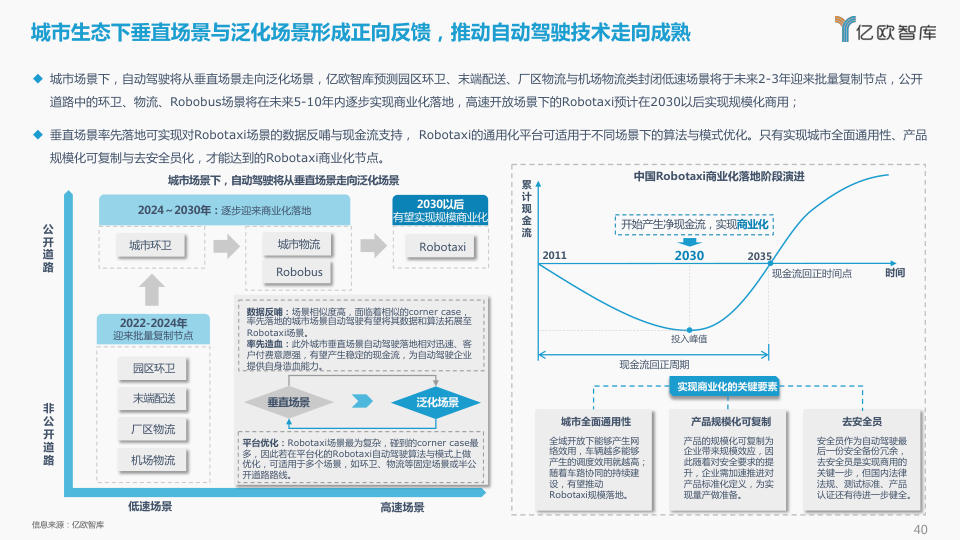 城市生态下垂直场景与泛化场景形成正向反馈，推动自动驾驶技术走向成熟
亿欧智库
城市场景下，自动驾驶将从垂直场景走向泛化场景，亿欧智库预测园区环卫、末端配送、厂区物流与机场物流类封闭低速场景将于未来2-3年迎来批量复制节点，公开
道路中的环卫、物流、Robobus场景将在未来5-10年内逐步实现商业化落地，高速开放场景下的Robotaxi预计在2030以后实现规模化商用；
垂直场景率先落地可实现对Robotaxi场景的数据反哺与现金流支持， Robotaxi的通用化平台可适用于不同场景下的算法与模式优化。只有实现城市全面通用性、产品
规模化可复制与去安全员化，才能达到的Robotaxi商业化节点。
城市场景下，自动驾驶将从垂直场景走向泛化场景
公开道路
非公开道路
2024～2030年：逐步迎来商业化落地
2030以后
有望实现规模商业化
城市环卫
城市物流
Robobus
Robotaxi
2022-2024年
迎来批量复制节点
园区环卫
末端配送
厂区物流
机场物流
数据反哺：场景相似度高，面临着相似的corner case，
率先落地的城市场景自动驾驶有望将其数据和算法拓展至
Robotaxi场景。
率先造血：此外城市垂直场景自动驾驶落地相对迅速、客
户付费意愿强，有望产生稳定的现金流，为自动驾驶企业
提供自身造血能力。
垂直场景
泛化场景
平台优化：Robotaxi场景最为复杂，碰到的corner case最
多，因此若在平台化的Robotaxi自动驾驶算法与模式上做
优化，可适用于多个场景，如环卫、物流等固定场景或半公
开道路路线。
低速场景
高速场景
中国Robotaxi商业化落地阶段演进
累计现金流
开始产生净现金流，实现商业化
2011
2030
2035
现金流回正时间点
时间
投入峰值
现金流回正周期
实现商业化的关键要素
城市全面通用性
全域开放下能够产生网
络效用，车辆越多能够
产生的调度效用就越高；
随着车路协同的持续建
设，有望推动
Robotaxi规模落地。
产品规模化可复制
产品的规模化可复制为
企业带来规模效应，因
此随着对安全要求的提
升，企业需加速推进对
产品标准化定义，为实
现量产做准备。
去安全员
安全员作为自动驾驶最
后一份安全备份冗余，
去安全员是实现商用的
关键一步，但国内法律
法规、测试标准、产品
认证还有待进一步健全。
信息来源：亿欧智库
40